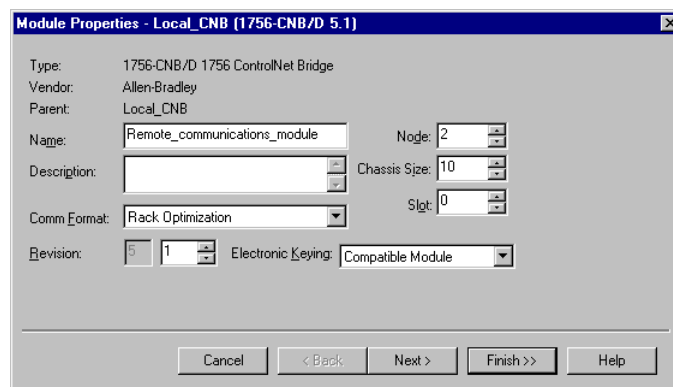 Module Properties - Local_CNB (1756-CNB/D 5.1)
Type: 1756-CNB/D 1756 ControlNet Bridge
Vendor: Allen-Bradley
Parent: Local_CNB
Name: Remote_communications_module Node: 2
Description: Chassis Size: 10
Slot: 0
Comm Format: Rack Optimization
Revision: 5 1 Electronic Keying: Compatible Module
Cancel < Back Next > Finish >> Help